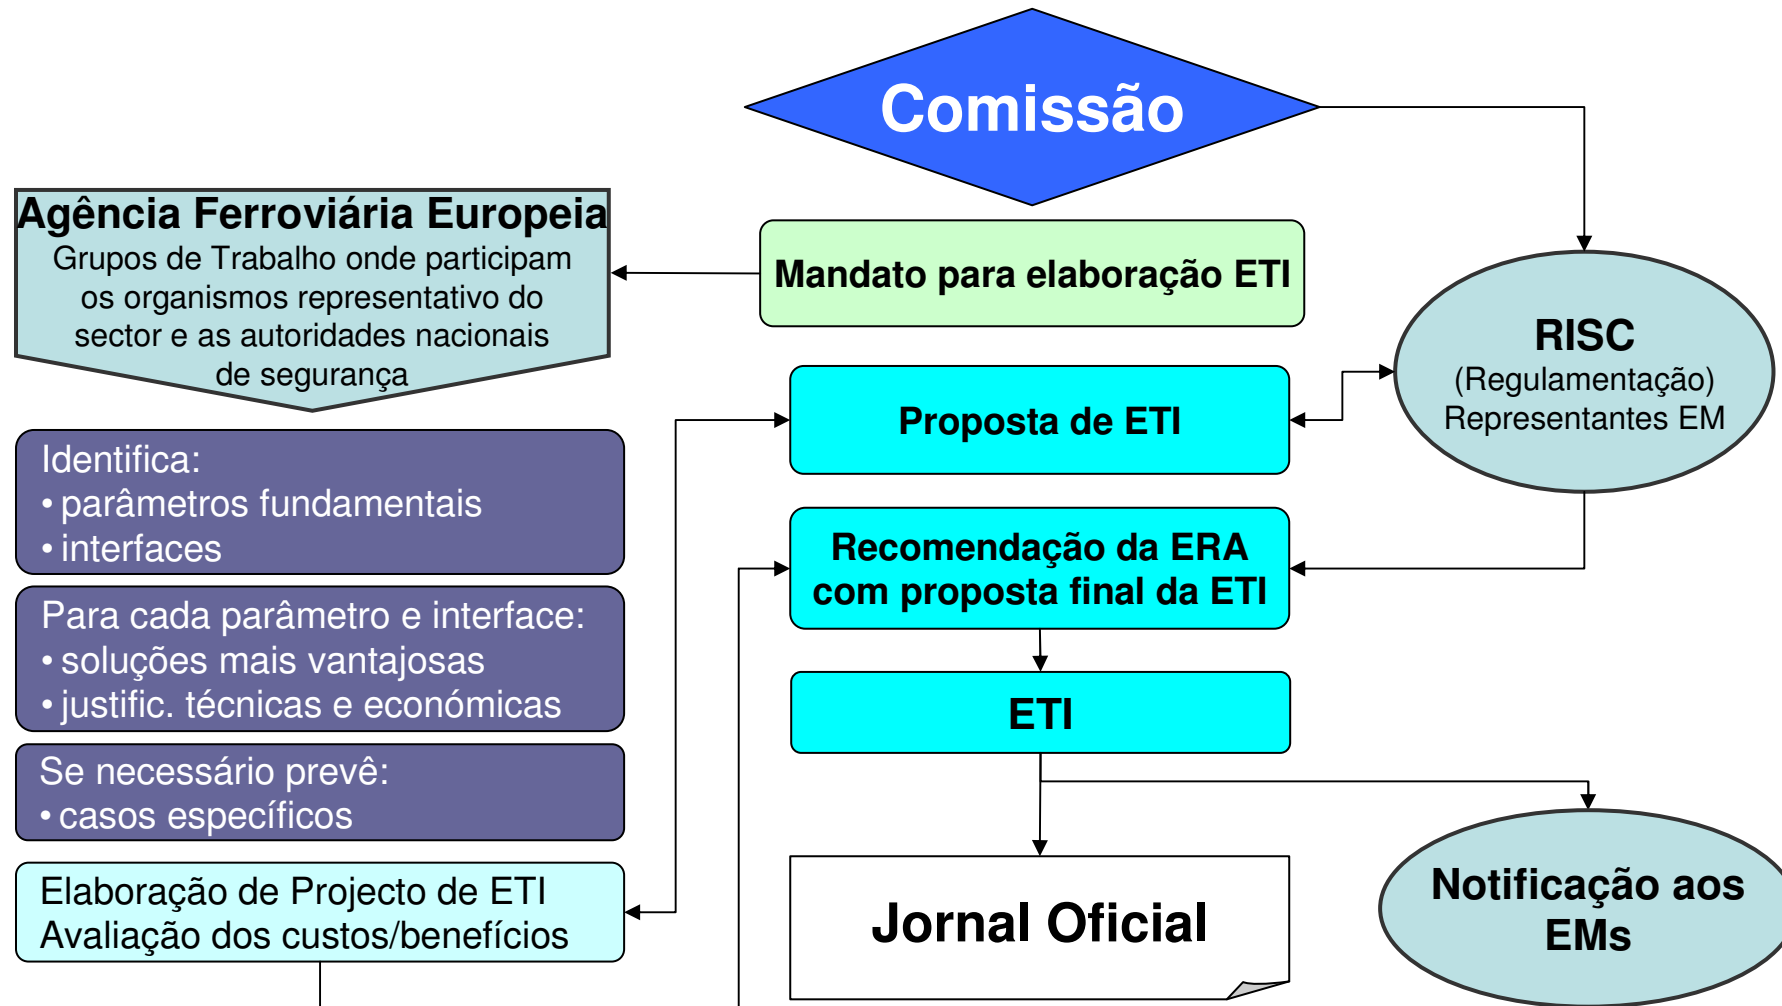 Comissão
Agência Ferroviária Europeia
Grupos de Trabalho onde participam
os organismos representativo do
sector e as autoridades nacionais
de segurança
Mandato para elaboração ETI
RISC
(Regulamentação)
Representantes EM
Proposta de ETI
Identifica:
• parâmetros fundamentais
• interfaces
Recomendação da ERA
com proposta final da ETI
Para cada parâmetro e interface:
• soluções mais vantajosas
• justific. técnicas e económicas
ETI
Se necessário prevê:
• casos específicos
Elaboração de Projecto de ETI
Avaliação dos custos/benefícios
Jornal Oficial
Notificação aos
EMs